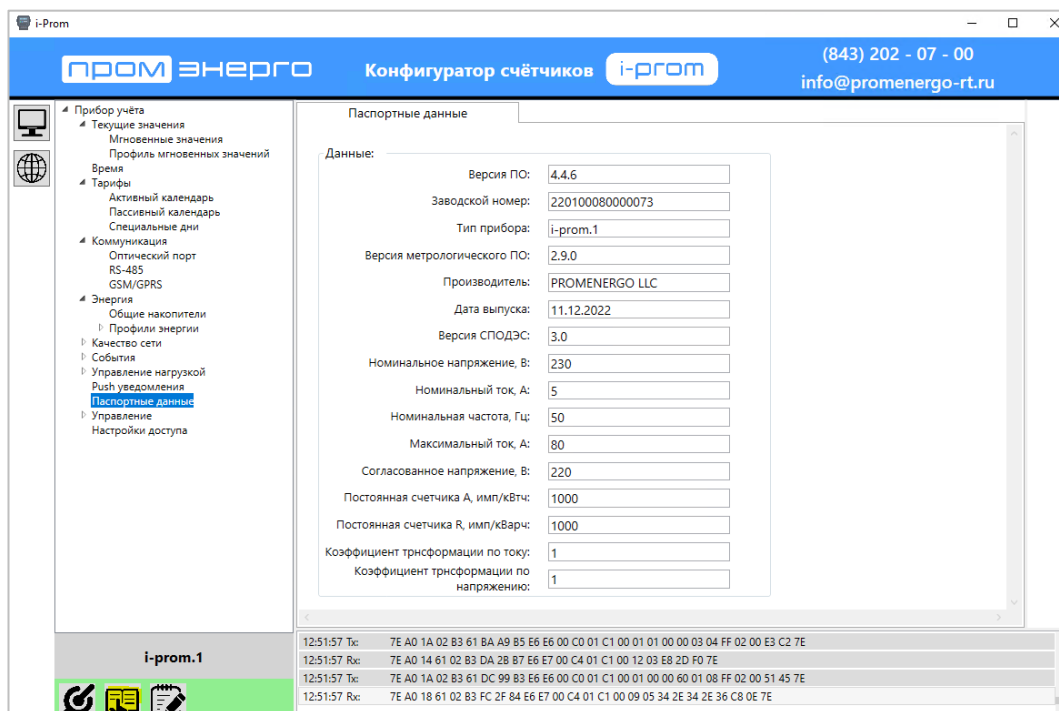 i-Prom
ПРОМ ЭНЕРГО
Конфигуратор счётчиков
i-prom
(843) 202 - 07 - 00
info@promenergo-rt.ru
Прибор учёта
Текущие значения
Мгновенные значения
Профиль мгновенных значений
Время
Тарифы
Активный календарь
Пассивный календарь
Специальные дни
Коммуникация
Оптический порт
RS-485
GSM/GPRS
Энергия
Общие накопители
Профили энергии
Качество сети
События
Управление нагрузкой
Push уведомления
Паспортные данные
Управление
Настройки доступа
i-prom.1
Паспортные данные
Данные:
Версия ПО: 4.4.6
Заводской номер: 220100080000073
Тип прибора: i-prom.1
Версия метрологического ПО: 2.9.0
Производитель: PROMENERGO LLC
Дата выпуска: 11.12.2022
Версия СПОДЭС: 3.0
Номинальное напряжение, В: 230
Номинальный ток, А: 5
Номинальная частота, Гц: 50
Максимальный ток, А: 80
Согласованное напряжение, В: 220
Постоянная счетчика А, имп/кВтч: 1000
Постоянная счетчика R, имп/кВарч: 1000
Коэффициент трнсформации по току: 1
Коэффициент трнсформации по
напряжению: 1
12:51:57 Tx: 7E A0 1A 02 B3 61 BA A9 B5 E6 E6 00 C0 01 C1 00 01 01 00 00 03 04 FF 02 00 E3 C2 7E
12:51:57 Rx: 7E A0 14 61 02 B3 DA 2B B7 E6 E7 00 C4 01 C1 00 12 03 E8 2D F0 7E
12:51:57 Tx: 7E A0 1A 02 B3 61 DC 99 B3 E6 E6 00 C0 01 C1 00 01 00 00 60 01 08 FF 02 00 51 45 7E
12:51:57 Rx: 7E A0 18 61 02 B3 FC 2F 84 E6 E7 00 C4 01 C1 00 09 05 34 2E 34 2E 36 C8 0E 7E